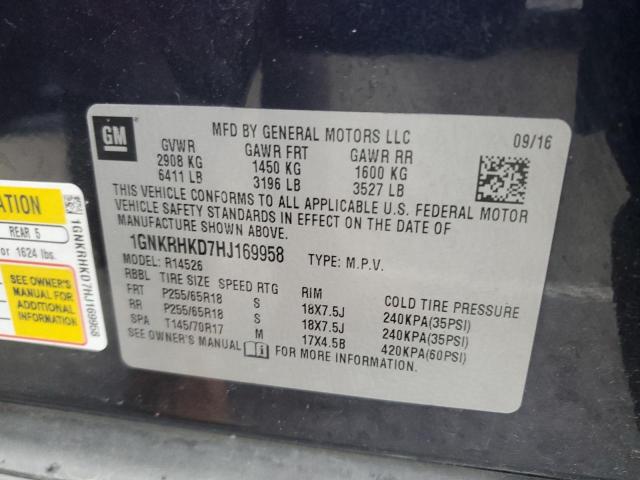 GM
MFD BY GENERAL MOTORS LLC
09/16
GVWR GAWR FRT GAWR RR
2908 KG 1450 KG 1600 KG
6411 LB 3196 LB 3527 LB
THIS VEHICLE CONFORMS TO ALL APPLICABLE U.S. FEDERAL MOTOR
VEHICLE SAFETY STANDARDS IN EFFECT ON THE DATE OF
MANUFACTURE SHOWN ABOVE.
1GNKRHKD7HJ169958 TYPE: M.P.V.
MODEL: R14526
RBBL TIRE SIZE SPEED RTG RIM COLD TIRE PRESSURE
FRT P255/65R18 S 18X7.5J 240KPA(35PSI)
RR P255/65R18 S 18X7.5J 240KPA(35PSI)
SPA T145/70R17 M 17X4.5B 420KPA(60PSI)
SEE OWNER'S MANUAL FOR MORE INFORMATION.
REAR 5
or 1624 lbs.
SEE OWNER'S
MANUAL FOR
ADDITIONAL
INFORMATION
1GNKRHKD7HJ169958